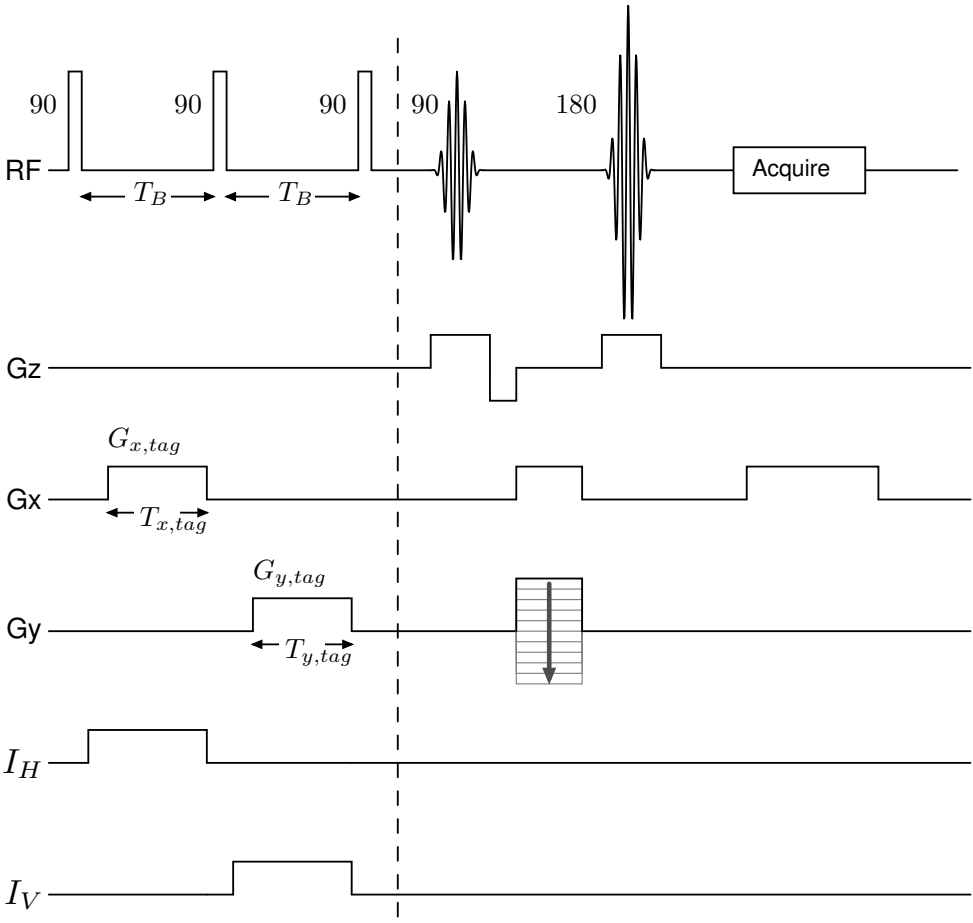 90 90 90 90 180
RF Acquire
T_B T_B
Gz
G_{x,tag}
Gx
T_{x,tag}
G_{y,tag}
Gy
T_{y,tag}
I_H
I_V